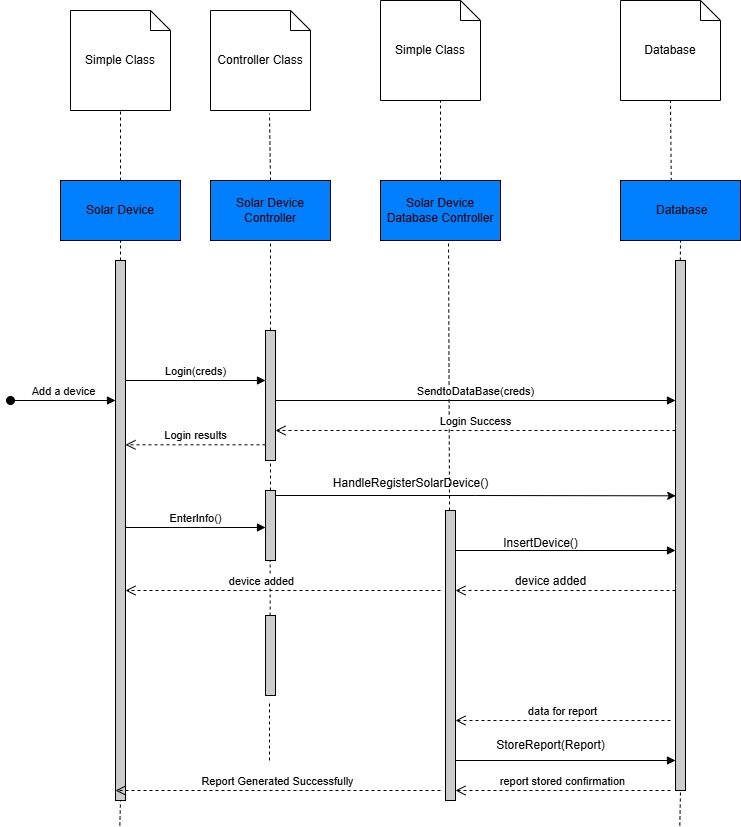 Simple Class
Controller Class
Simple Class
Database
Solar Device
Solar Device
Controller
Solar Device
Database Controller
Database
Login(creds)
Add a device
SendtoDataBase(creds)
Login Success
Login results
HandleRegisterSolarDevice()
EnterInfo()
InsertDevice()
device added
device added
data for report
StoreReport(Report)
Report Generated Successfully
report stored confirmation